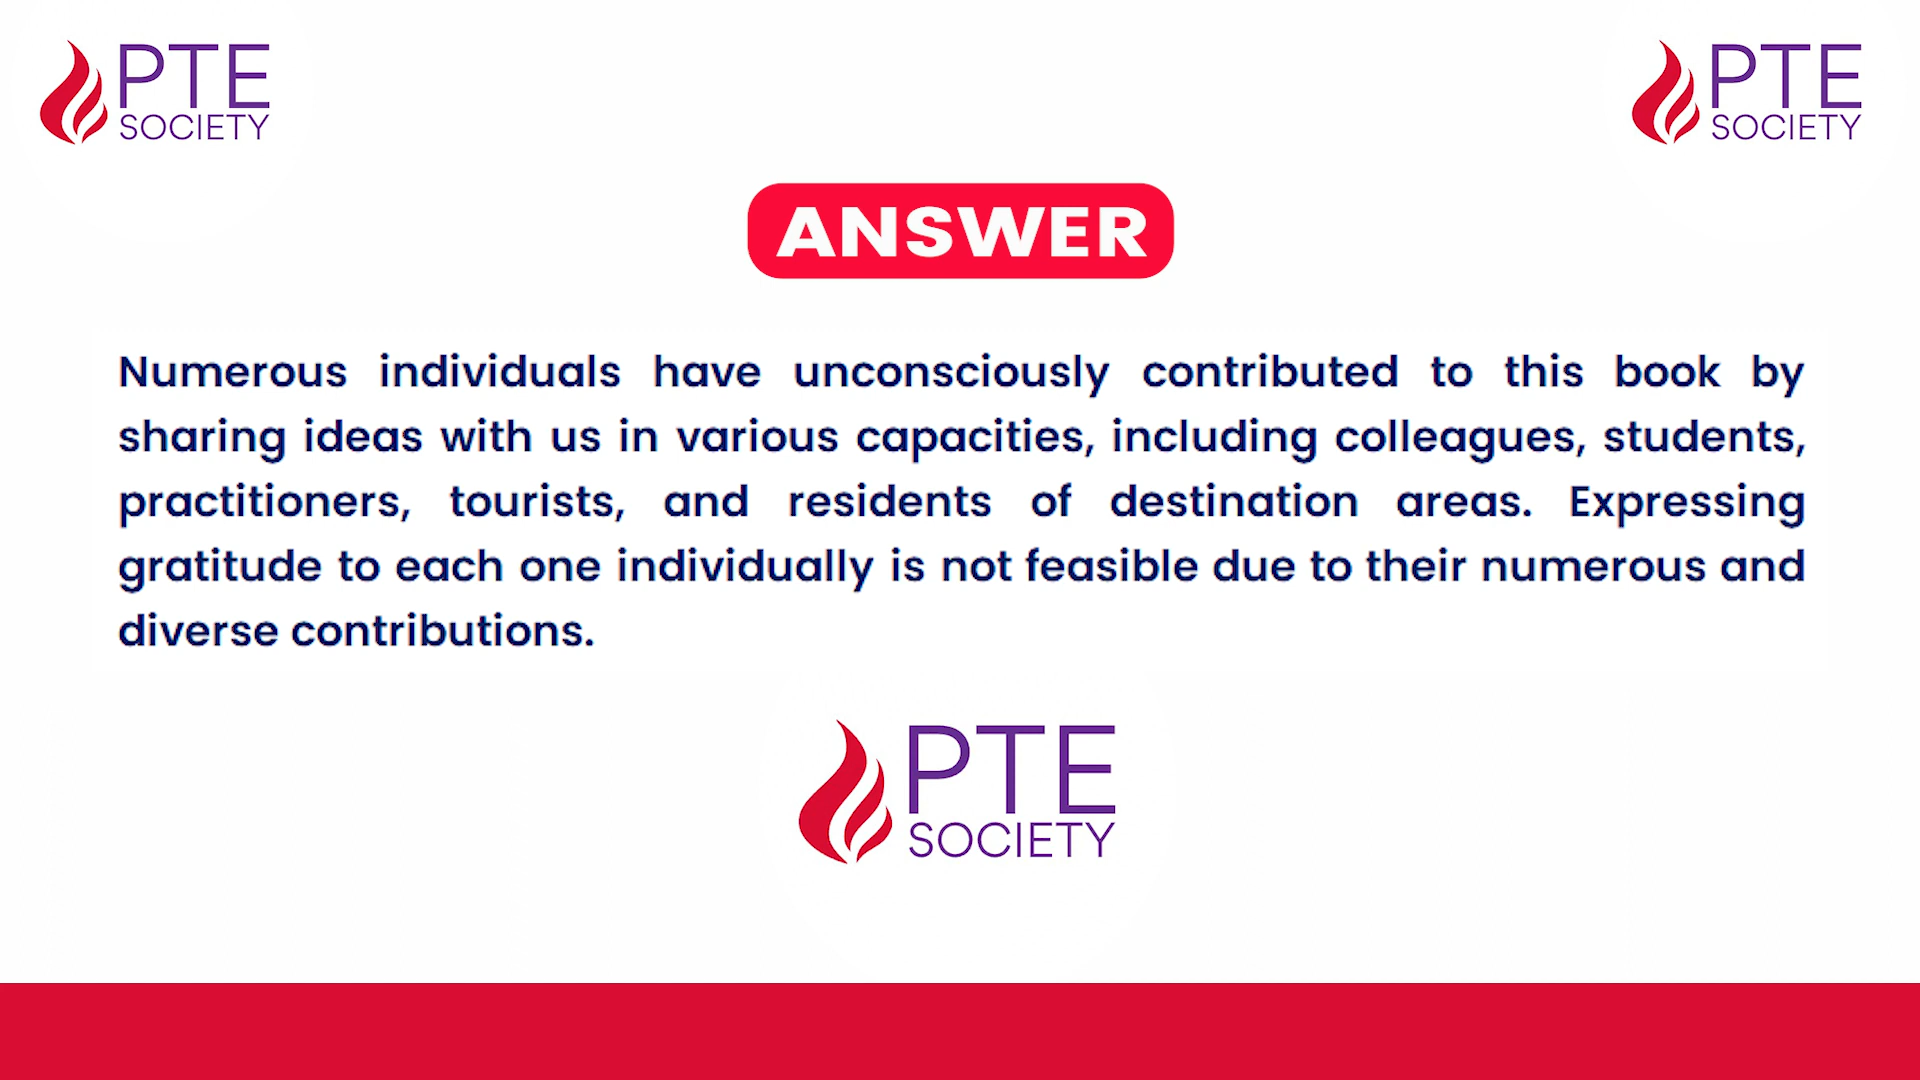 PTE
SOCIETY
PTE
SOCIETY
ANSWER
Numerous individuals have unconsciously contributed to this book by
sharing ideas with us in various capacities, including colleagues, students,
practitioners, tourists, and residents of destination areas. Expressing
gratitude to each one individually is not feasible due to their numerous and
diverse contributions.
PTE
SOCIETY